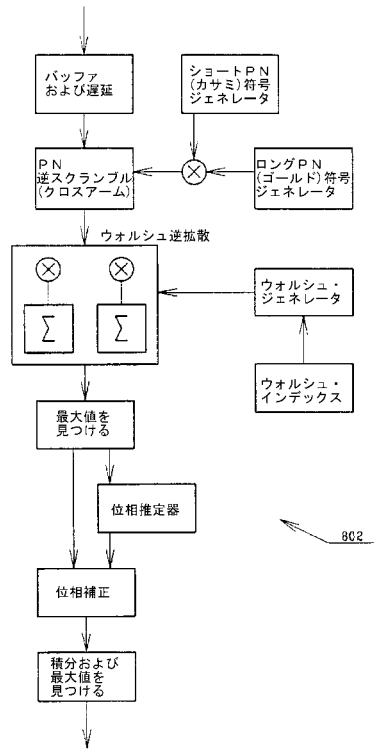 バッファ
および遅延
ショートPN
(カサミ)符号
ジェネレータ
PN
逆スクランブル
(クロスアーム)
ロングPN
(ゴールド)符号
ジェネレータ
ウォルシュ逆拡散
Σ
Σ
ウォルシュ・
ジェネレータ
ウォルシュ・
インデックス
最大値を
見つける
位相推定器
802
位相補正
積分および
最大値を
見つける